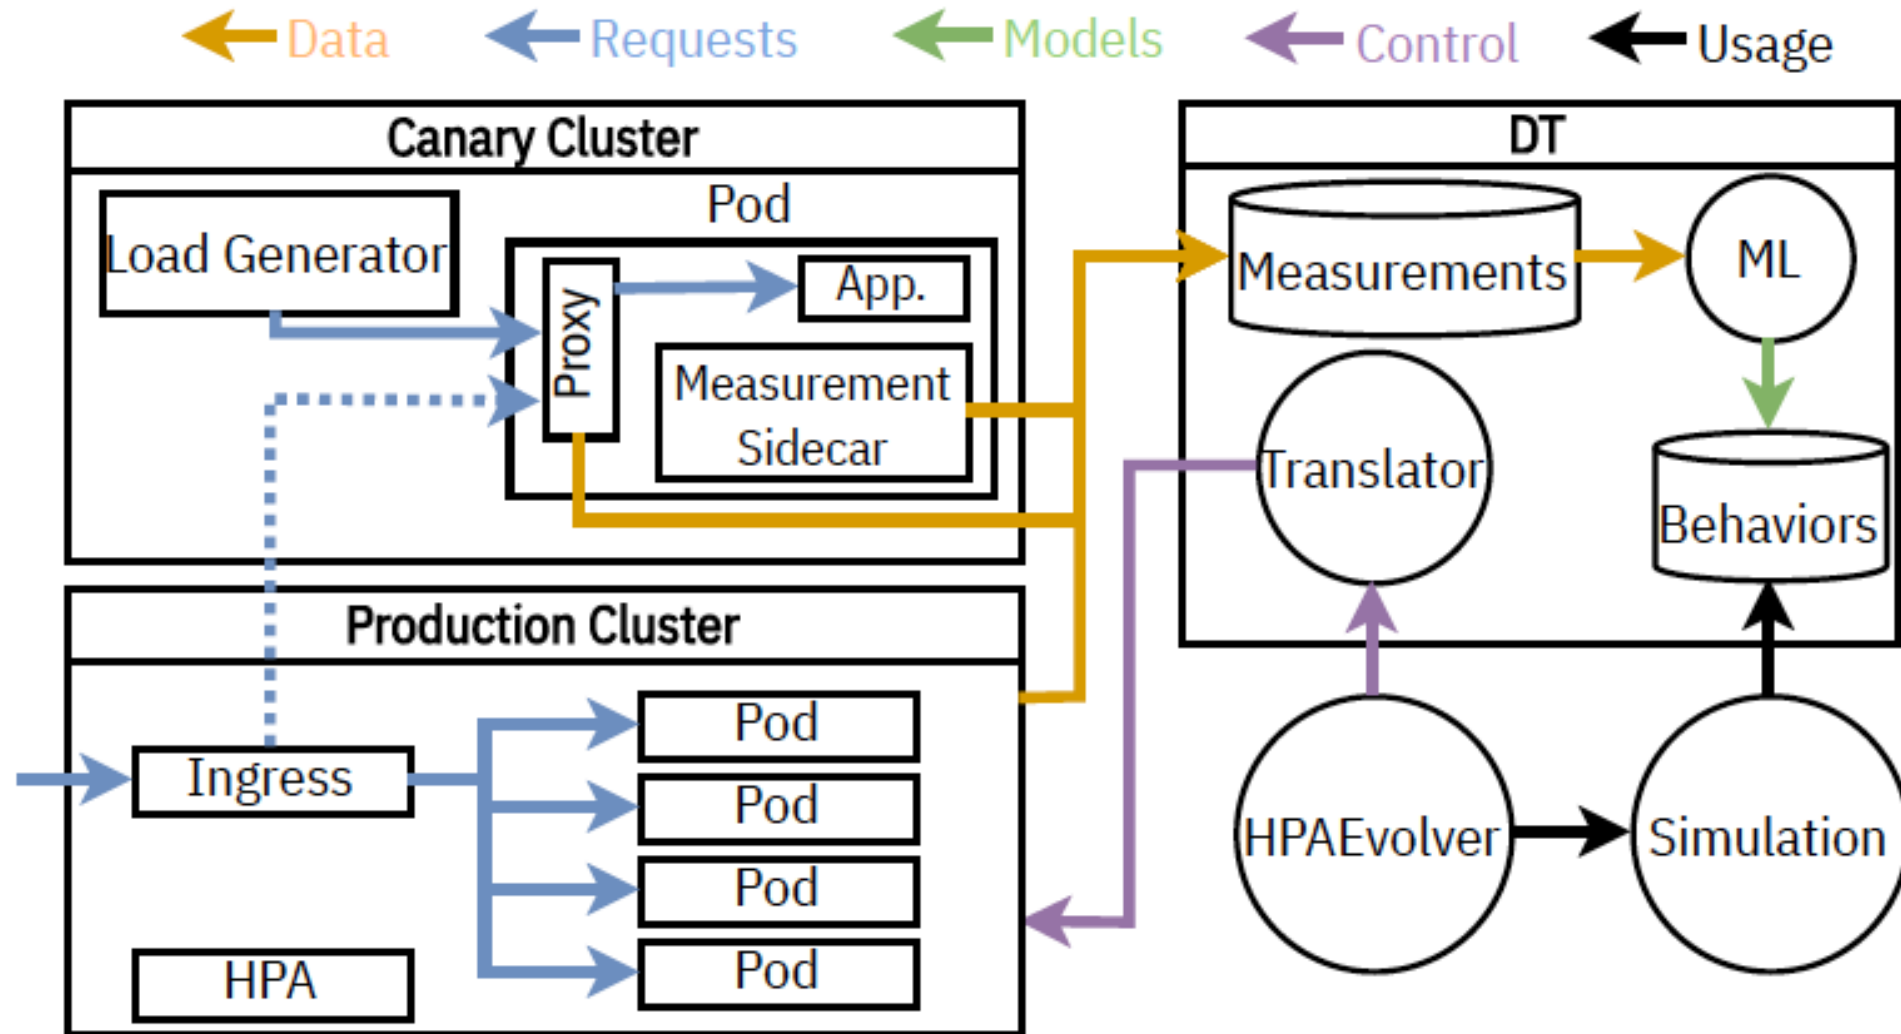 Data
Requests
Models
Control
Usage
Canary Cluster
Load Generator
Pod
Proxy
App.
Measurement
Sidecar
Production Cluster
Ingress
Pod
Pod
Pod
Pod
HPA
DT
Measurements
ML
Translator
Behaviors
HPAEvolver
Simulation